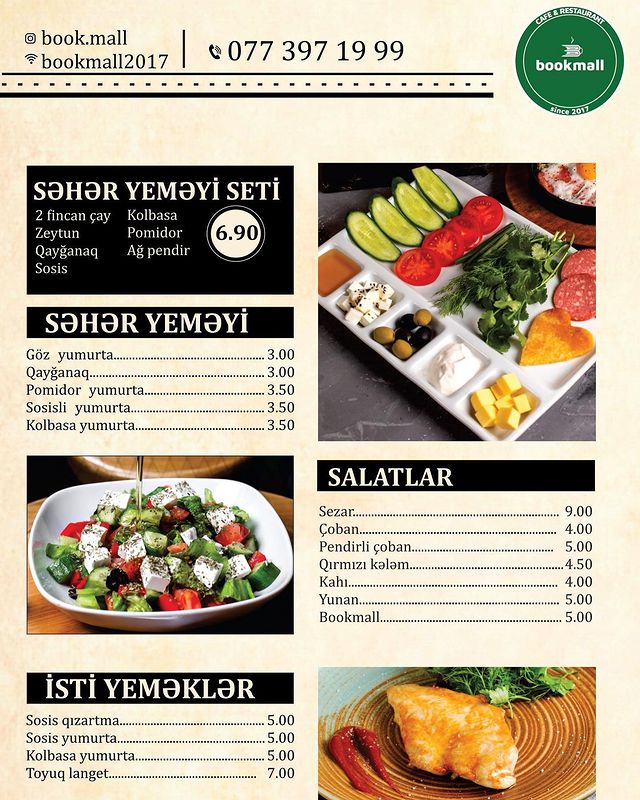 book.mall
bookmall2017
077 397 19 99
CAFE & RESTAURANT
bookmall
since 2017
SƏHƏR YEMƏYİ SETİ
2 fincan çay
Zeytun
Qayğanaq
Sosis
Kolbasa
Pomidor
Ağ pendir
6.90
SƏHƏR YEMƏYİ
Göz yumurta 3.00
Qayğanaq 3.00
Pomidor yumurta 3.50
Sosisli yumurta 3.50
Kolbasa yumurta 3.50
SALATLAR
Sezar 9.00
Çoban 4.00
Pendirli çoban 5.00
Qırmızı kələm 4.50
Kahı 4.00
Yunan 5.00
Bookmall 5.00
İSTİ YEMƏKLƏR
Sosis qızartma 5.00
Sosis yumurta 5.00
Kolbasa yumurta 5.00
Toyuq langet 7.00